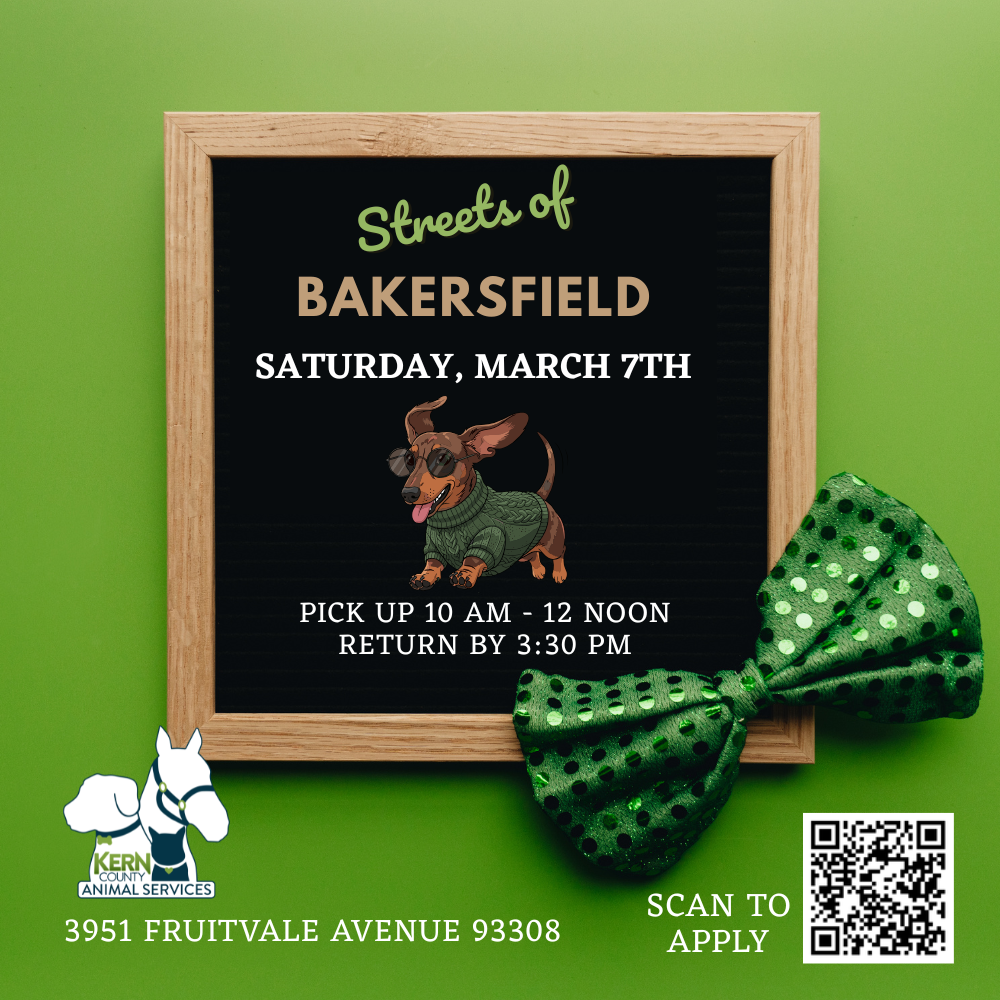 Streets of
BAKERSFIELD
SATURDAY, MARCH 7TH
PICK UP 10 AM - 12 NOON
RETURN BY 3:30 PM
KERN
COUNTY
ANIMAL SERVICES
3951 FRUITVALE AVENUE 93308
SCAN TO
APPLY